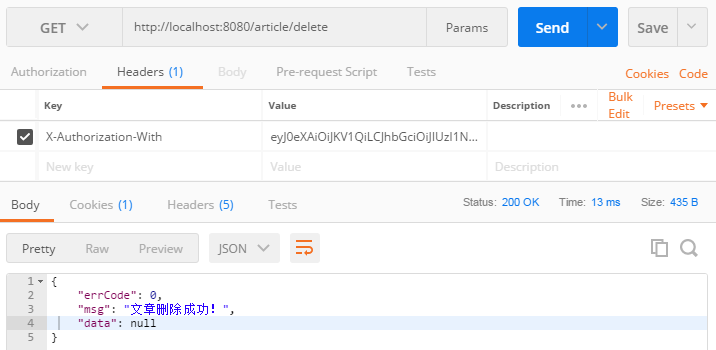 GET http://localhost:8080/article/delete Params Send Save
Authorization Headers (1) Body Pre-request Script Tests Cookies Code
Key Value Description ••• Bulk Edit Presets
X-Authorization-With eyJ0eXAiOiJKV1QiLCJhbGciOiJIUzI1N...
New key Value Description
Body Cookies (1) Headers (5) Tests Status: 200 OK Time: 13 ms Size: 435 B
Pretty Raw Preview JSON
1 {
2 "errCode": 0,
3 "msg": "文章删除成功！",
4 "data": null
5 }